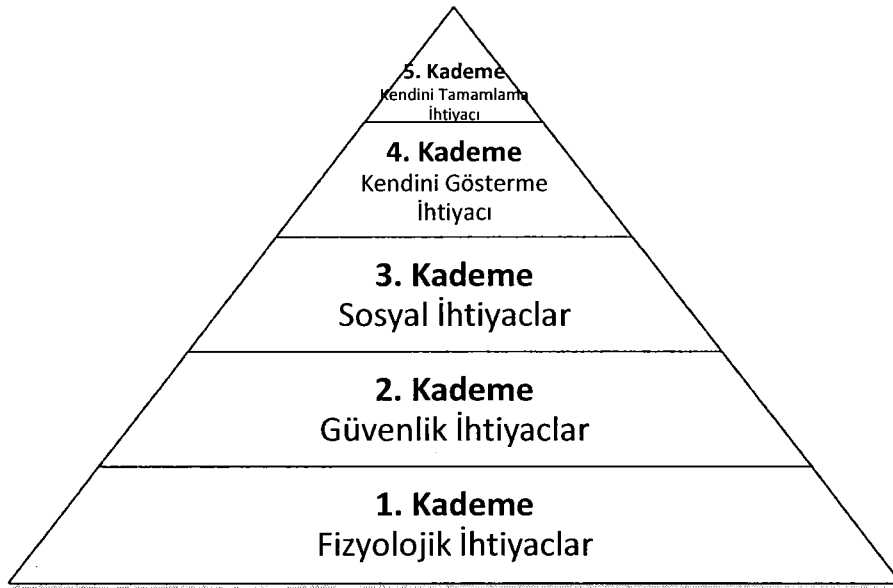 5. Kademe
Kendini Tamamlama
İhtiyacı
4. Kademe
Kendini Gösterme
İhtiyacı
3. Kademe
Sosyal İhtiyaclar
2. Kademe
Güvenlik İhtiyaclar
1. Kademe
Fizyolojik İhtiyaclar